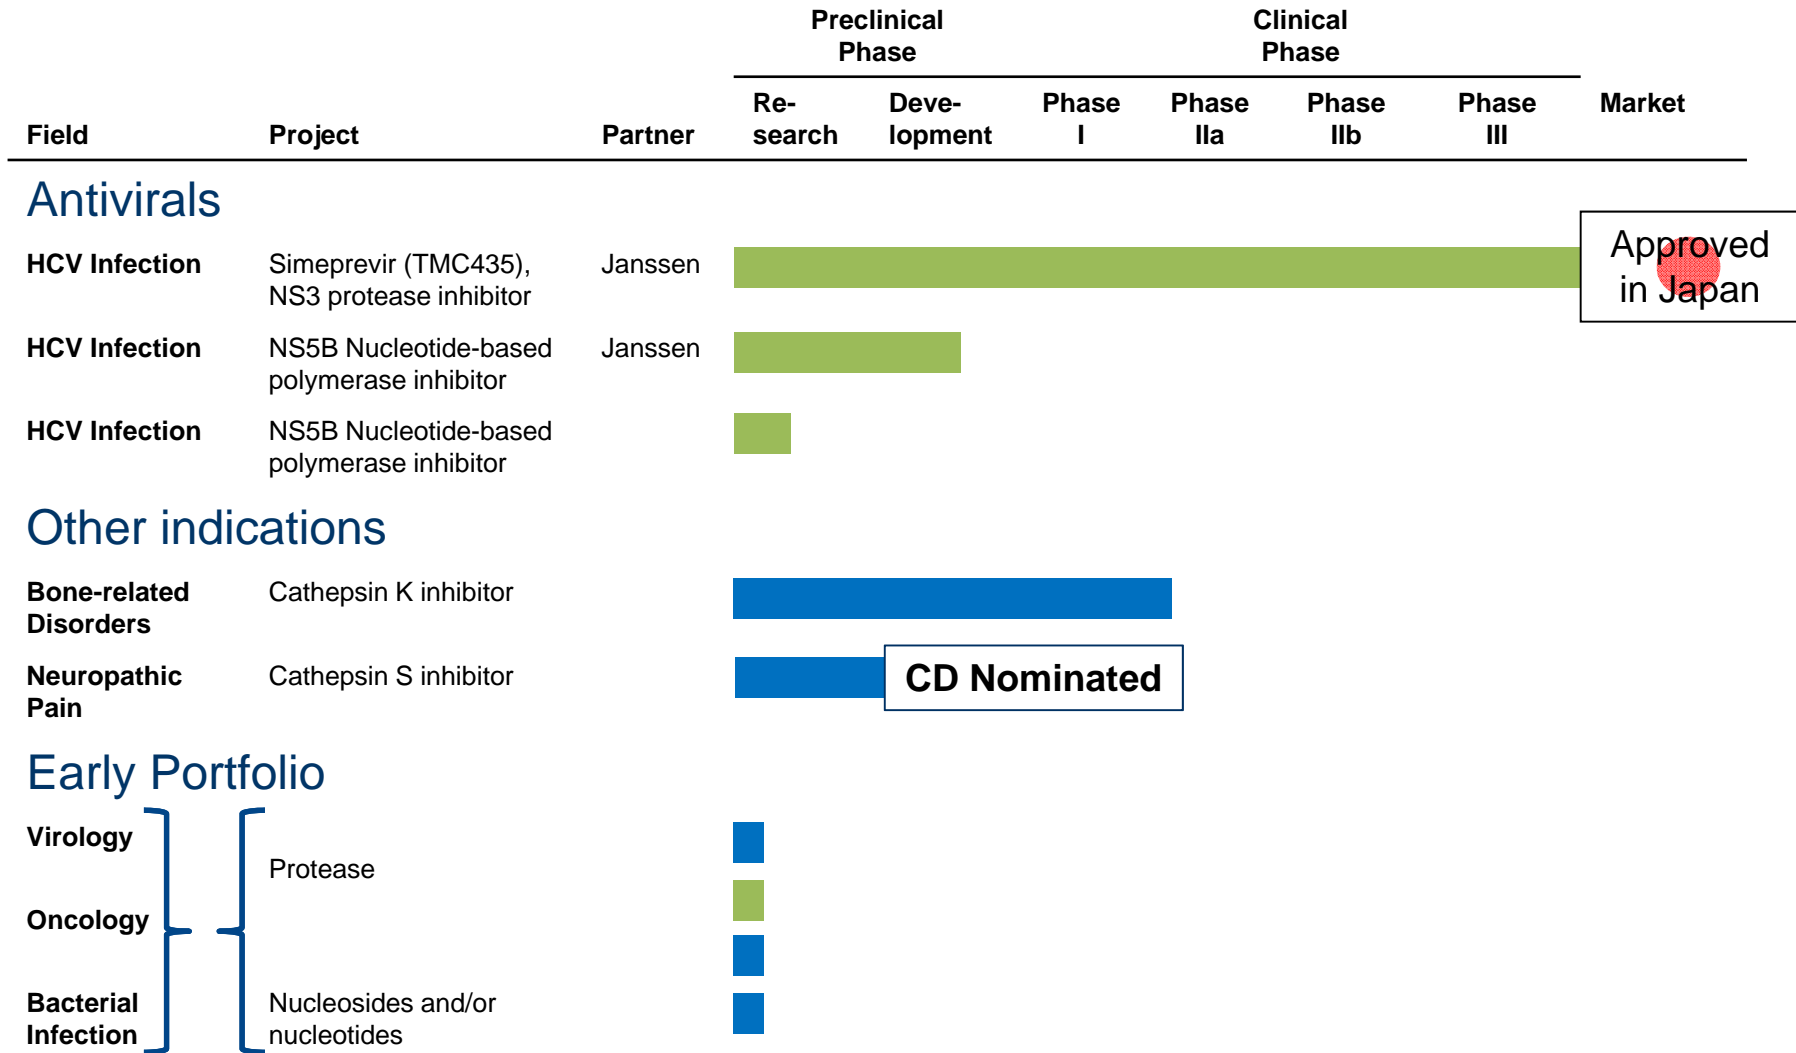 Preclinical
Phase
Clinical
Phase
Field
Project
Partner
Re-
search
Deve-
lopment
Phase
I
Phase
IIa
Phase
IIb
Phase
III
Market
Antivirals
HCV Infection
Simeprevir (TMC435),
NS3 protease inhibitor
Janssen
Approved
in Japan
HCV Infection
NS5B Nucleotide-based
polymerase inhibitor
Janssen
HCV Infection
NS5B Nucleotide-based
polymerase inhibitor
Other indications
Bone-related
Disorders
Cathepsin K inhibitor
Neuropathic
Pain
Cathepsin S inhibitor
CD Nominated
Early Portfolio
Virology
Protease
Oncology
Bacterial
Infection
Nucleosides and/or
nucleotides